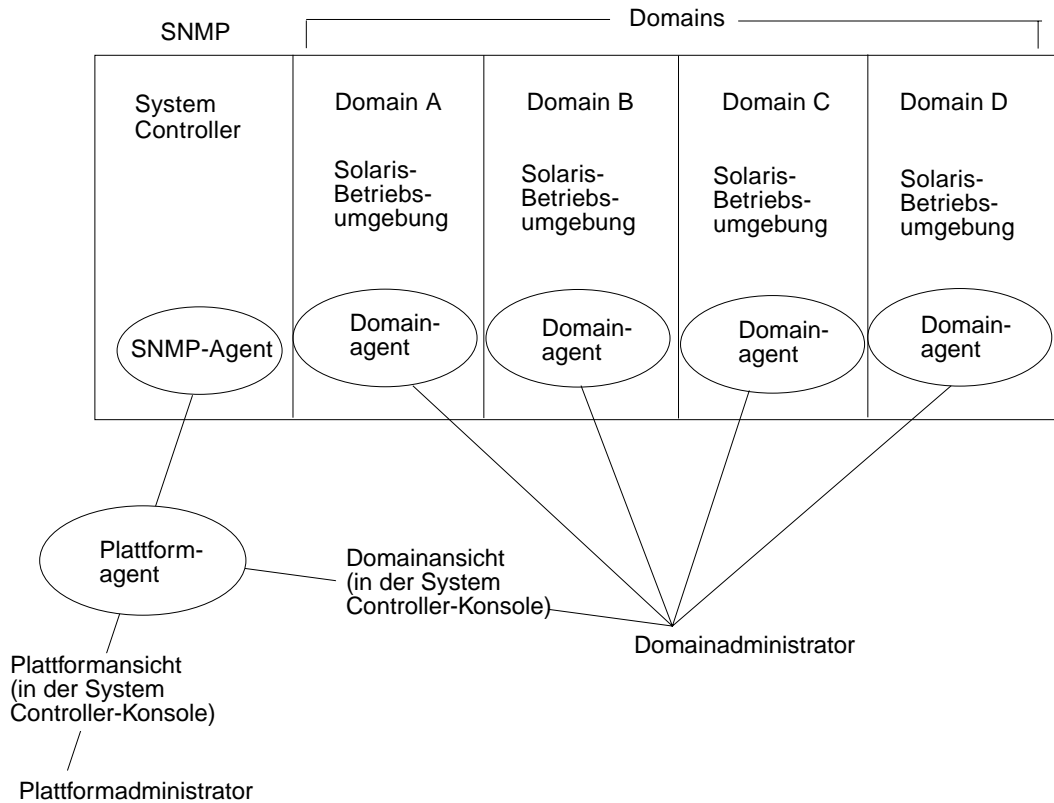 SNMP
Domains
System
Controller
Domain A
Domain B
Domain C
Domain D
Solaris-
Betriebs-
umgebung
Solaris-
Betriebs-
umgebung
Solaris-
Betriebs-
umgebung
Solaris-
Betriebs-
umgebung
SNMP-Agent
Domain-
agent
Domain-
agent
Domain-
agent
Domain-
agent
Plattform-
agent
Domainansicht
(in der System
Controller-Konsole)
Domainadministrator
Plattformansicht
(in der System
Controller-Konsole)
Plattformadministrator